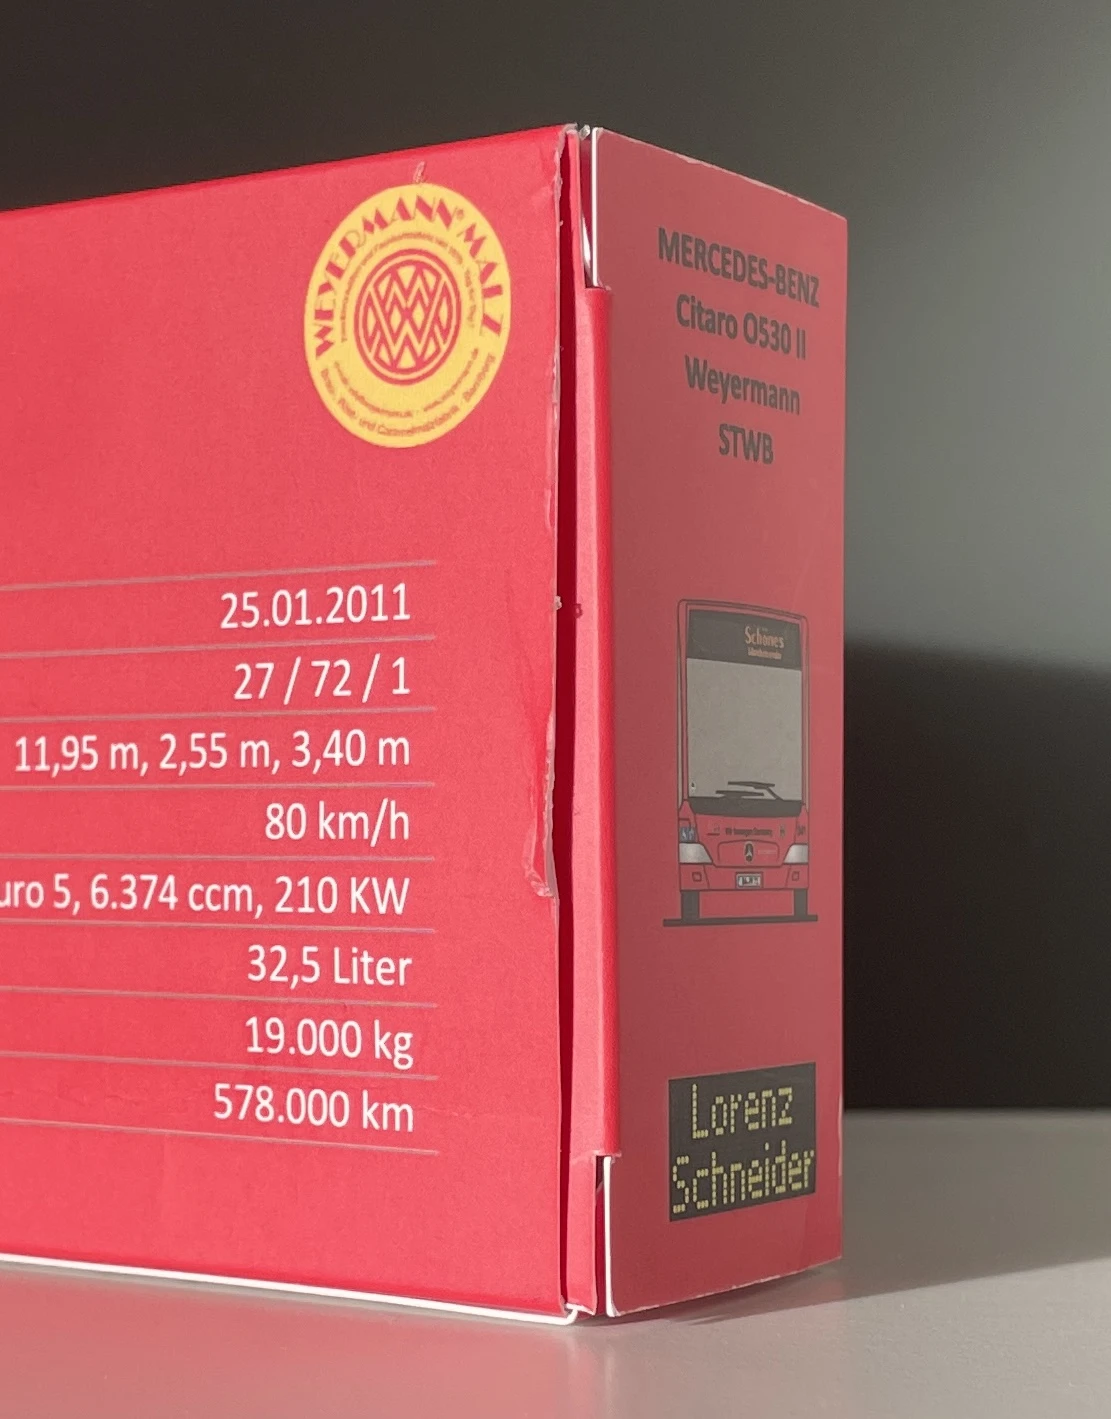 WEYERMANN® MALZ
25.01.2011
27 / 72 / 1
11,95 m, 2,55 m, 3,40 m
80 km/h
uro 5, 6.374 ccm, 210 KW
32,5 Liter
19.000 kg
578.000 km
MERCEDES-BENZ
Citaro O530 II
Weyermann
STWB
Schönes
Lorenz
Schneider